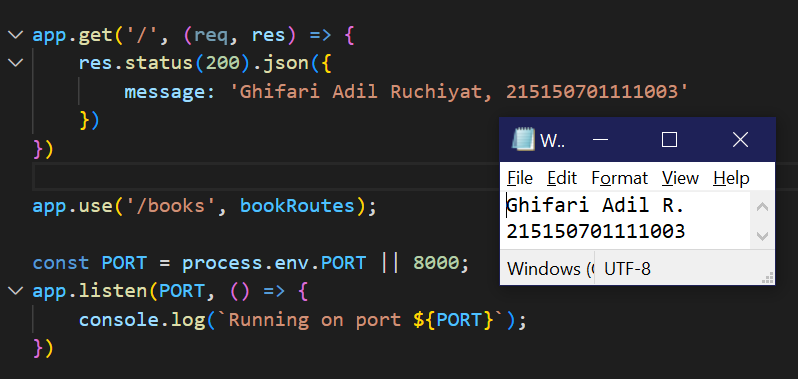 app.get('/', (req, res) => {
res.status(200).json({
message: 'Ghifari Adil Ruchiyat, 215150701111003'
})
})
app.use('/books', bookRoutes);
const PORT = process.env.PORT || 8000;
app.listen(PORT, () => {
console.log(`Running on port ${PORT}`);
})
W..
File Edit Format View Help
Ghifari Adil R.
215150701111003
Windows (C UTF-8